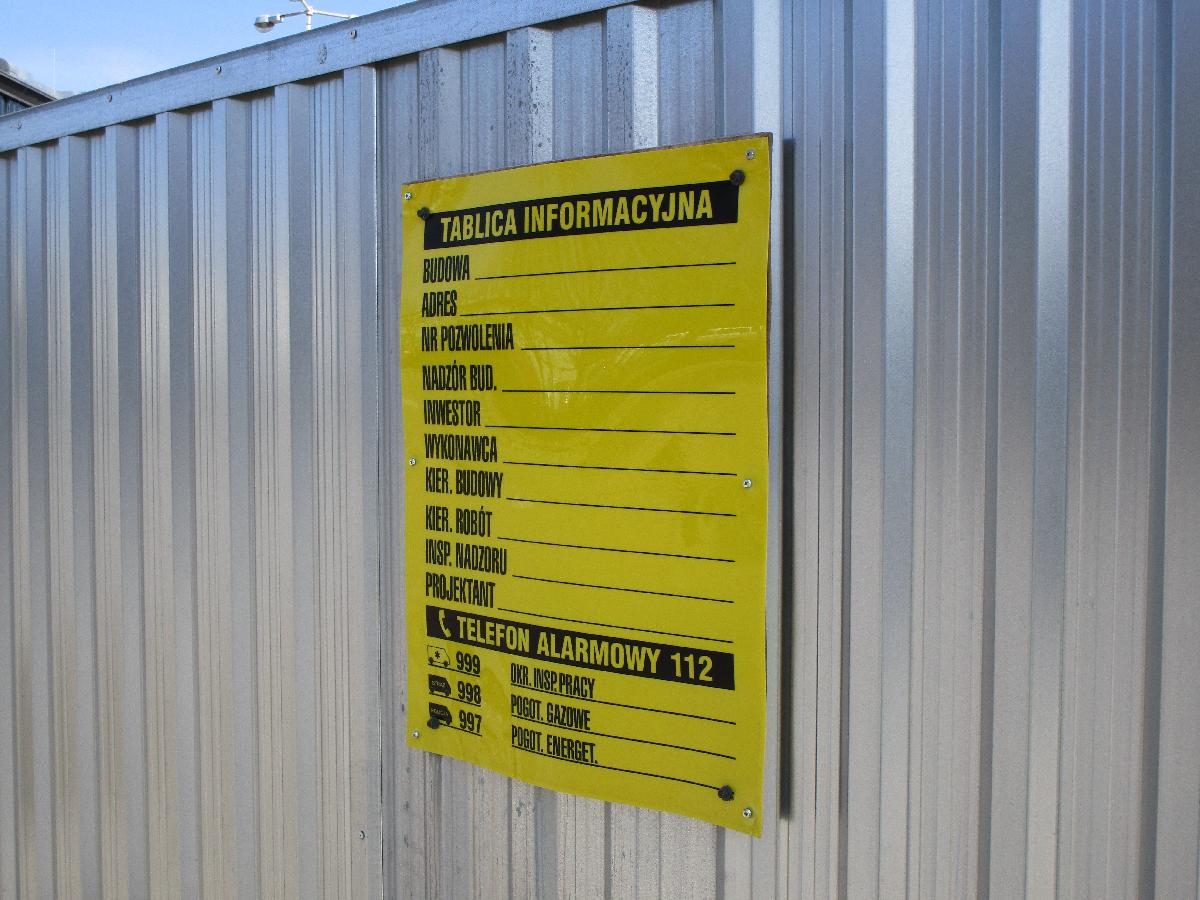 TABLICA INFORMACYJNA
BUDOWA
ADRES
NR POZWOLENIA
NADZÓR BUD.
INWESTOR
WYKONAWCA
KIER. BUDOWY
KIER. ROBÓT
INSP. NADZORU
PROJEKTANT
TELEFON ALARMOWY 112
999
998
997
OKR. INSP. PRACY
POGOT. GAZOWE
POGOT. ENERGET.